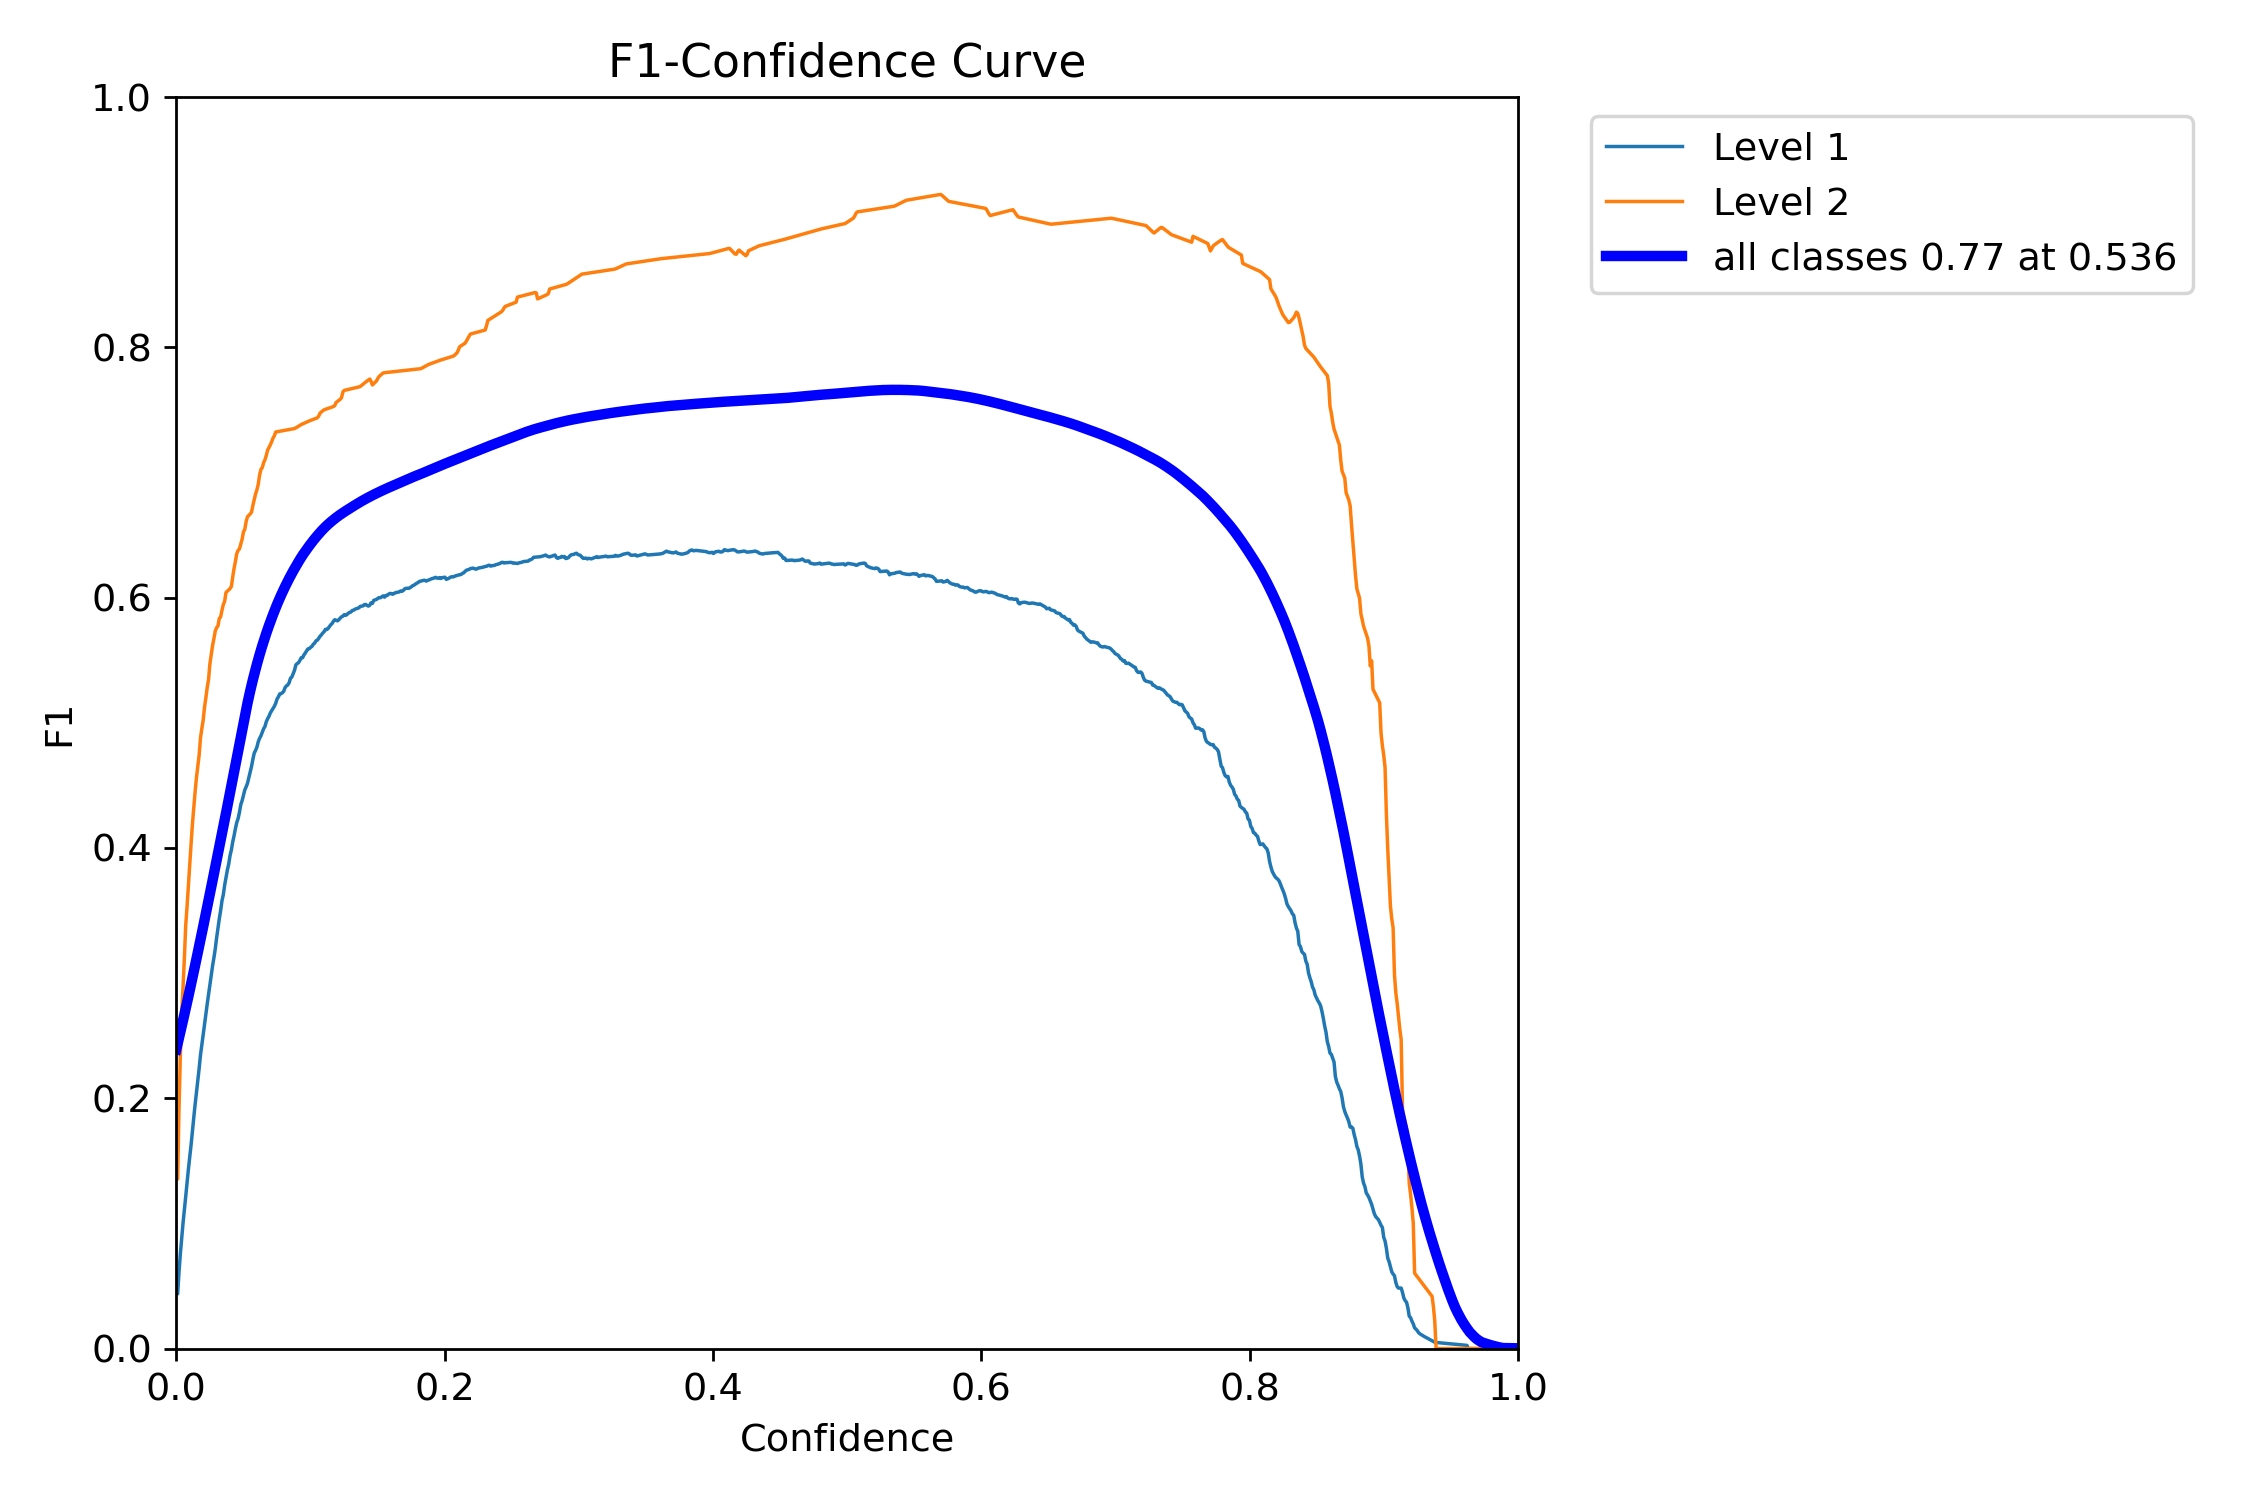 F1-Confidence Curve
Level 1
Level 2
all classes 0.77 at 0.536
F1
1.0
0.8
0.6
0.4
0.2
0.0
0.0 0.2 0.4 0.6 0.8 1.0
Confidence